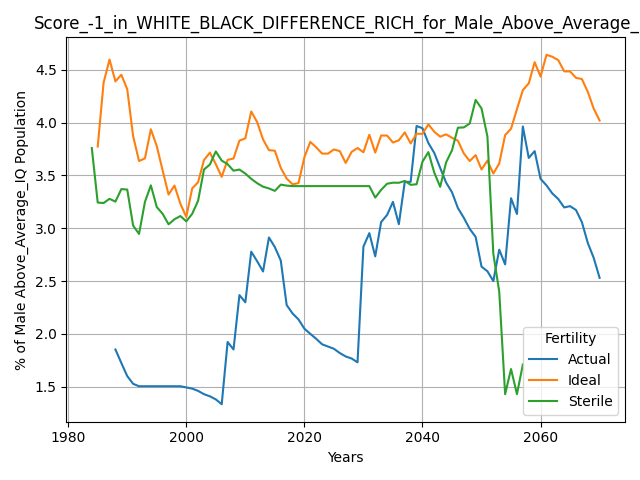 Score_-1_in_WHITE_BLACK_DIFFERENCE_RICH_for_Male_Above_Average_
% of Male Above_Average_IQ Population
4.5
4.0
3.5
3.0
2.5
2.0
1.5
Fertility
Actual
Ideal
Sterile
1980
2000
2020
2040
2060
Years